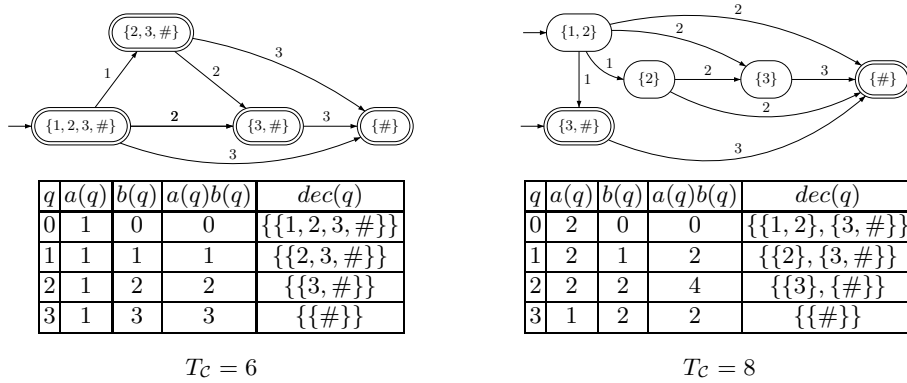 {2, 3, #}
3
1
2
{1, 2, 3, #}
2
{3, #}
3
{#}
3
q a(q) b(q) a(q)b(q) dec(q)
0 1 0 0 {{1, 2, 3, #}}
1 1 1 1 {{2, 3, #}}
2 1 2 2 {{3, #}}
3 1 3 3 {{#}}
T_C = 6
2
{1, 2}
2
1
1
{2}
2
{3}
3
{#}
2
{3, #}
3
q a(q) b(q) a(q)b(q) dec(q)
0 2 0 0 {{1, 2}, {3, #}}
1 2 1 2 {{2}, {3, #}}
2 2 2 4 {{3}, {#}}
3 1 2 2 {{#}}
T_C = 8